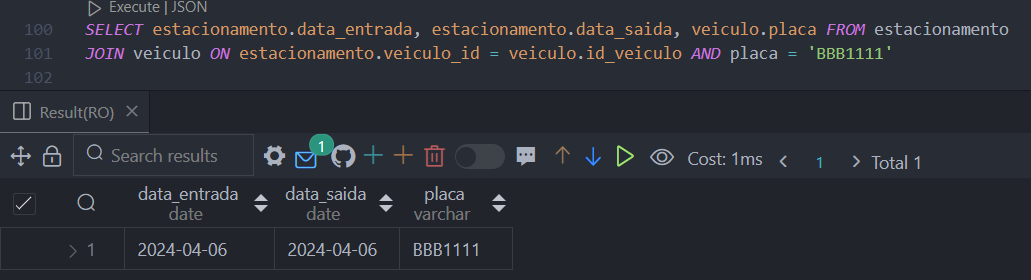 Execute | JSON
100 SELECT estacionamento.data_entrada, estacionamento.data_saida, veiculo.placa FROM estacionamento
101 JOIN veiculo ON estacionamento.veiculo_id = veiculo.id_veiculo AND placa = 'BBB1111'
102
Result(RO)
Search results 1 Cost: 1ms 1 Total 1
data_entrada data_saida placa
date date varchar
1 2024-04-06 2024-04-06 BBB1111